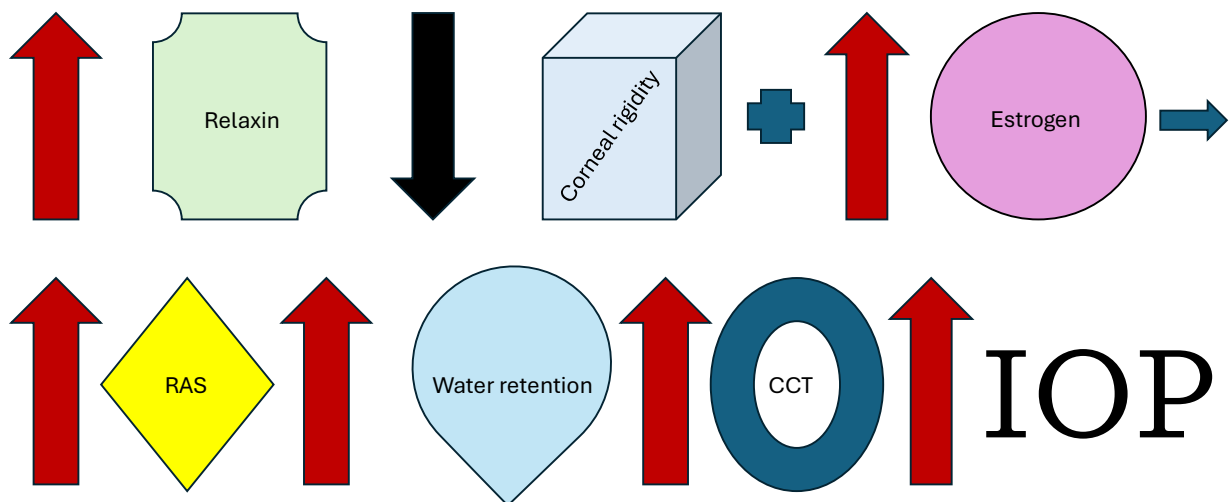 Relaxin
Corneal rigidity
Estrogen
RAS
Water retention
CCT
IOP